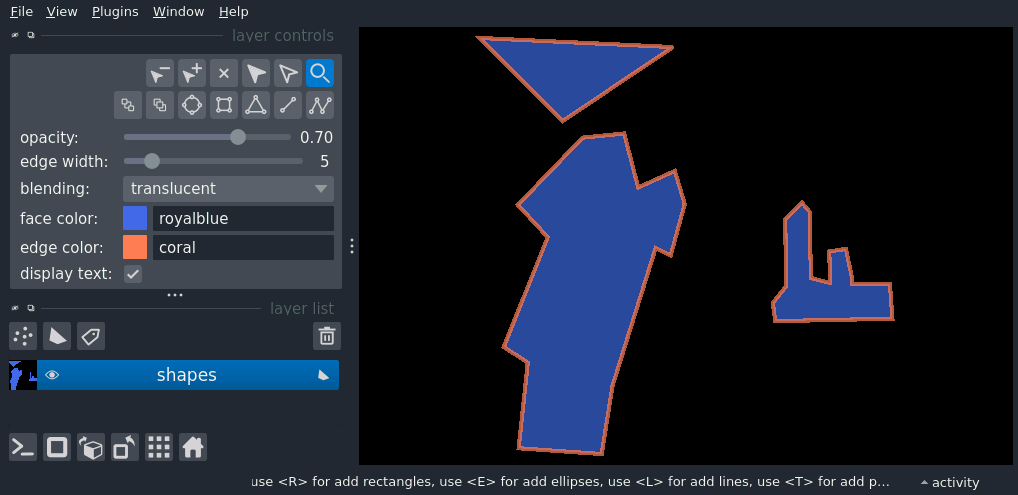 File View Plugins Window Help
layer controls
opacity: 0.70
edge width: 5
blending: translucent
face color: royalblue
edge color: coral
display text:
layer list
shapes
use <R> for add rectangles, use <E> for add ellipses, use <L> for add lines, use <T> for add p...
activity